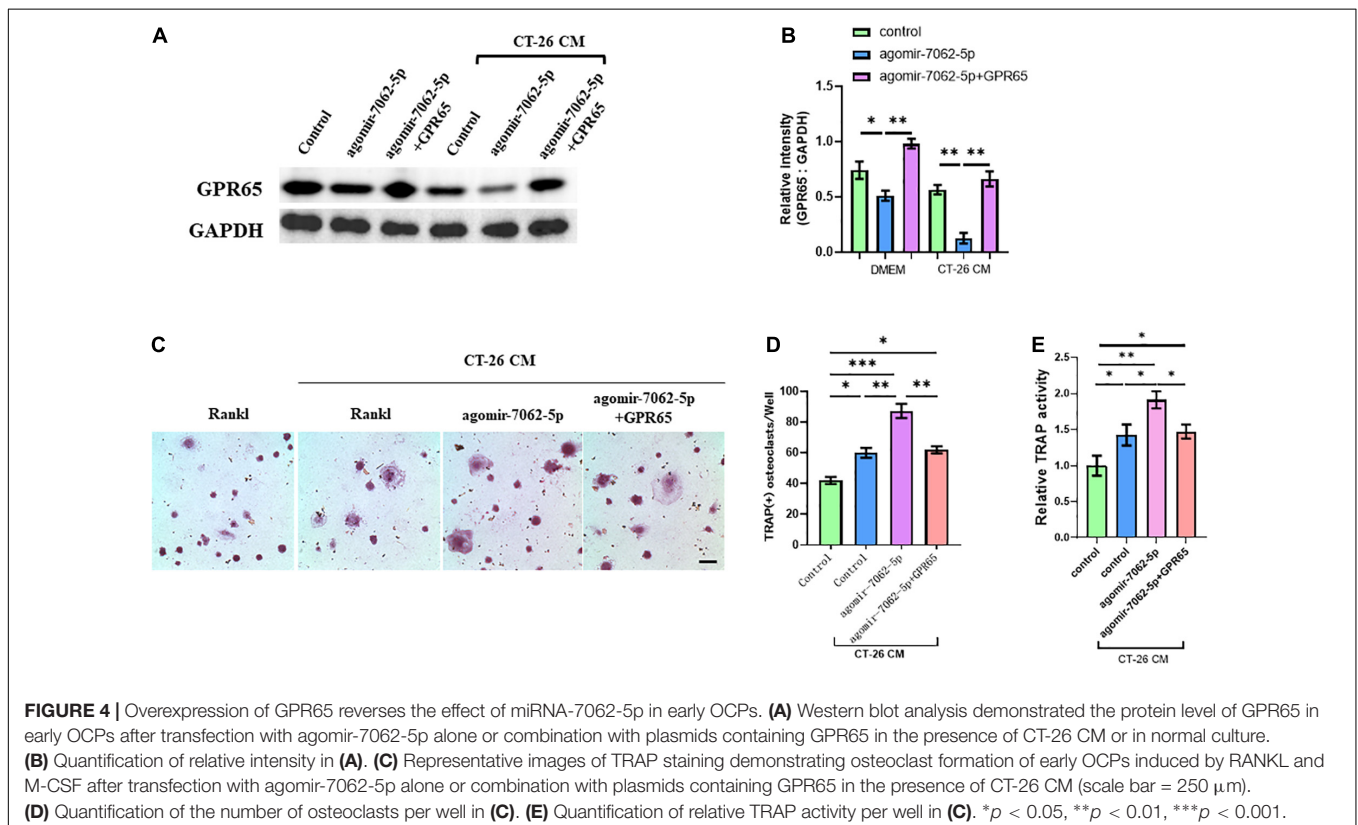 A
CT-26 CM
Control
agomir-7062-5p
agomir-7062-5p
+GPR65
Control
agomir-7062-5p
agomir-7062-5p
+GPR65
GPR65
GAPDH
B
control
agomir-7062-5p
agomir-7062-5p+GPR65
Relative intensity
(GPR65 : GAPDH)
1.5
1.0
0.5
0.0
* **
** **
DMEM CT-26 CM
C
CT-26 CM
Rankl Rankl agomir-7062-5p agomir-7062-5p
+GPR65
D
*
***
* ** **
TRAP(+) osteoclasts/Well
100
80
60
40
20
0
Control
Control
agomir-7062-5p
agomir-7062-5p+GPR65
CT-26 CM
E
*
**
* * *
Relative TRAP activity
2.5
2.0
1.5
1.0
0.5
0.0
control
control
agomir-7062-5p
agomir-7062-5p+GPR65
CT-26 CM
FIGURE 4 | Overexpression of GPR65 reverses the effect of miRNA-7062-5p in early OCPs. (A) Western blot analysis demonstrated the protein level of GPR65 in
early OCPs after transfection with agomir-7062-5p alone or combination with plasmids containing GPR65 in the presence of CT-26 CM or in normal culture.
(B) Quantification of relative intensity in (A). (C) Representative images of TRAP staining demonstrating osteoclast formation of early OCPs induced by RANKL and
M-CSF after transfection with agomir-7062-5p alone or combination with plasmids containing GPR65 in the presence of CT-26 CM (scale bar = 250 μm).
(D) Quantification of the number of osteoclasts per well in (C). (E) Quantification of relative TRAP activity per well in (C). *p < 0.05, **p < 0.01, ***p < 0.001.